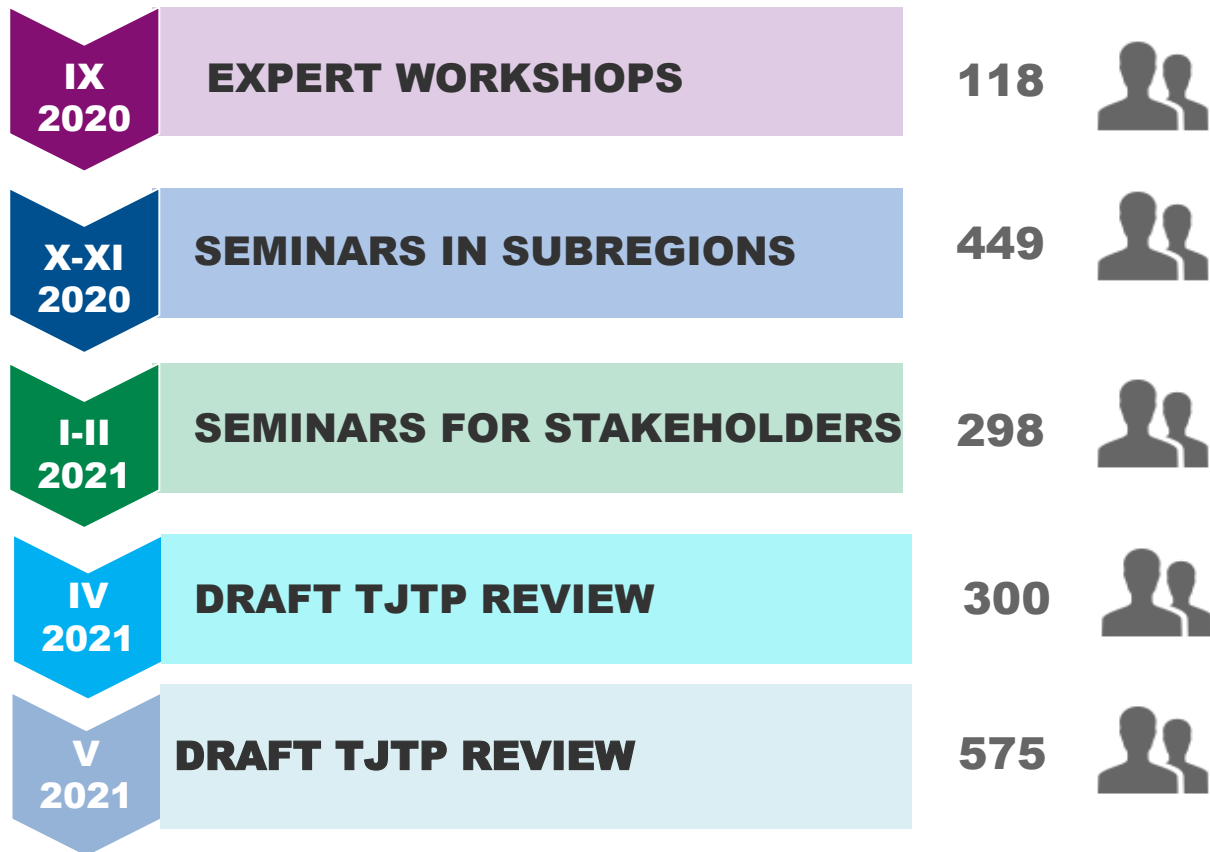 IX
2020
EXPERT WORKSHOPS
118
X-XI
2020
SEMINARS IN SUBREGIONS
449
I-II
2021
SEMINARS FOR STAKEHOLDERS
298
IV
2021
DRAFT TJTP REVIEW
300
V
2021
DRAFT TJTP REVIEW
575